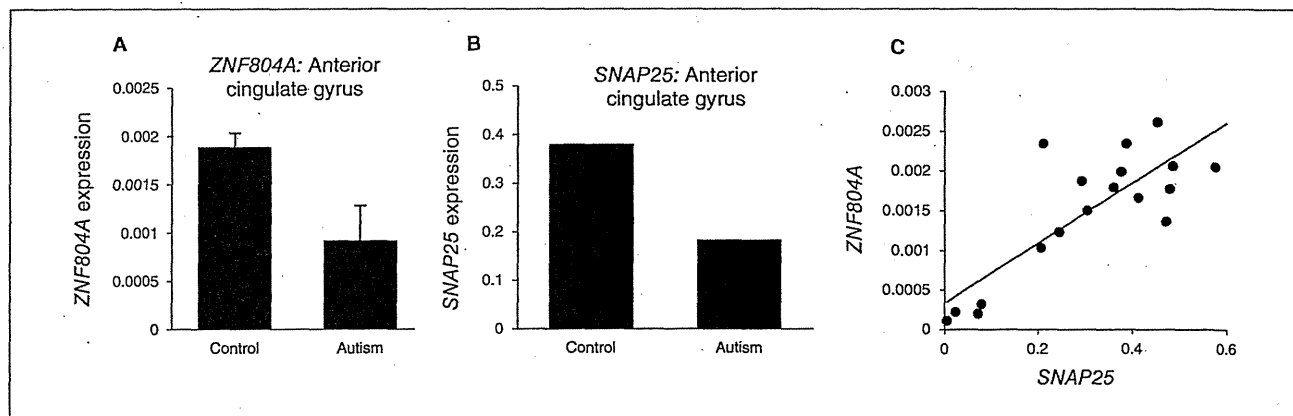 A
ZNF804A: Anterior
cingulate gyrus
ZNF804A expression
0.0025
0.002
0.0015
0.001
0.0005
0
Control
Autism
B
SNAP25: Anterior
cingulate gyrus
SNAP25 expression
0.5
0.4
0.3
0.2
0.1
0
Control
Autism
C
ZNF804A
0.003
0.0025
0.002
0.0015
0.001
0.0005
0
0
0.2
0.4
0.6
SNAP25